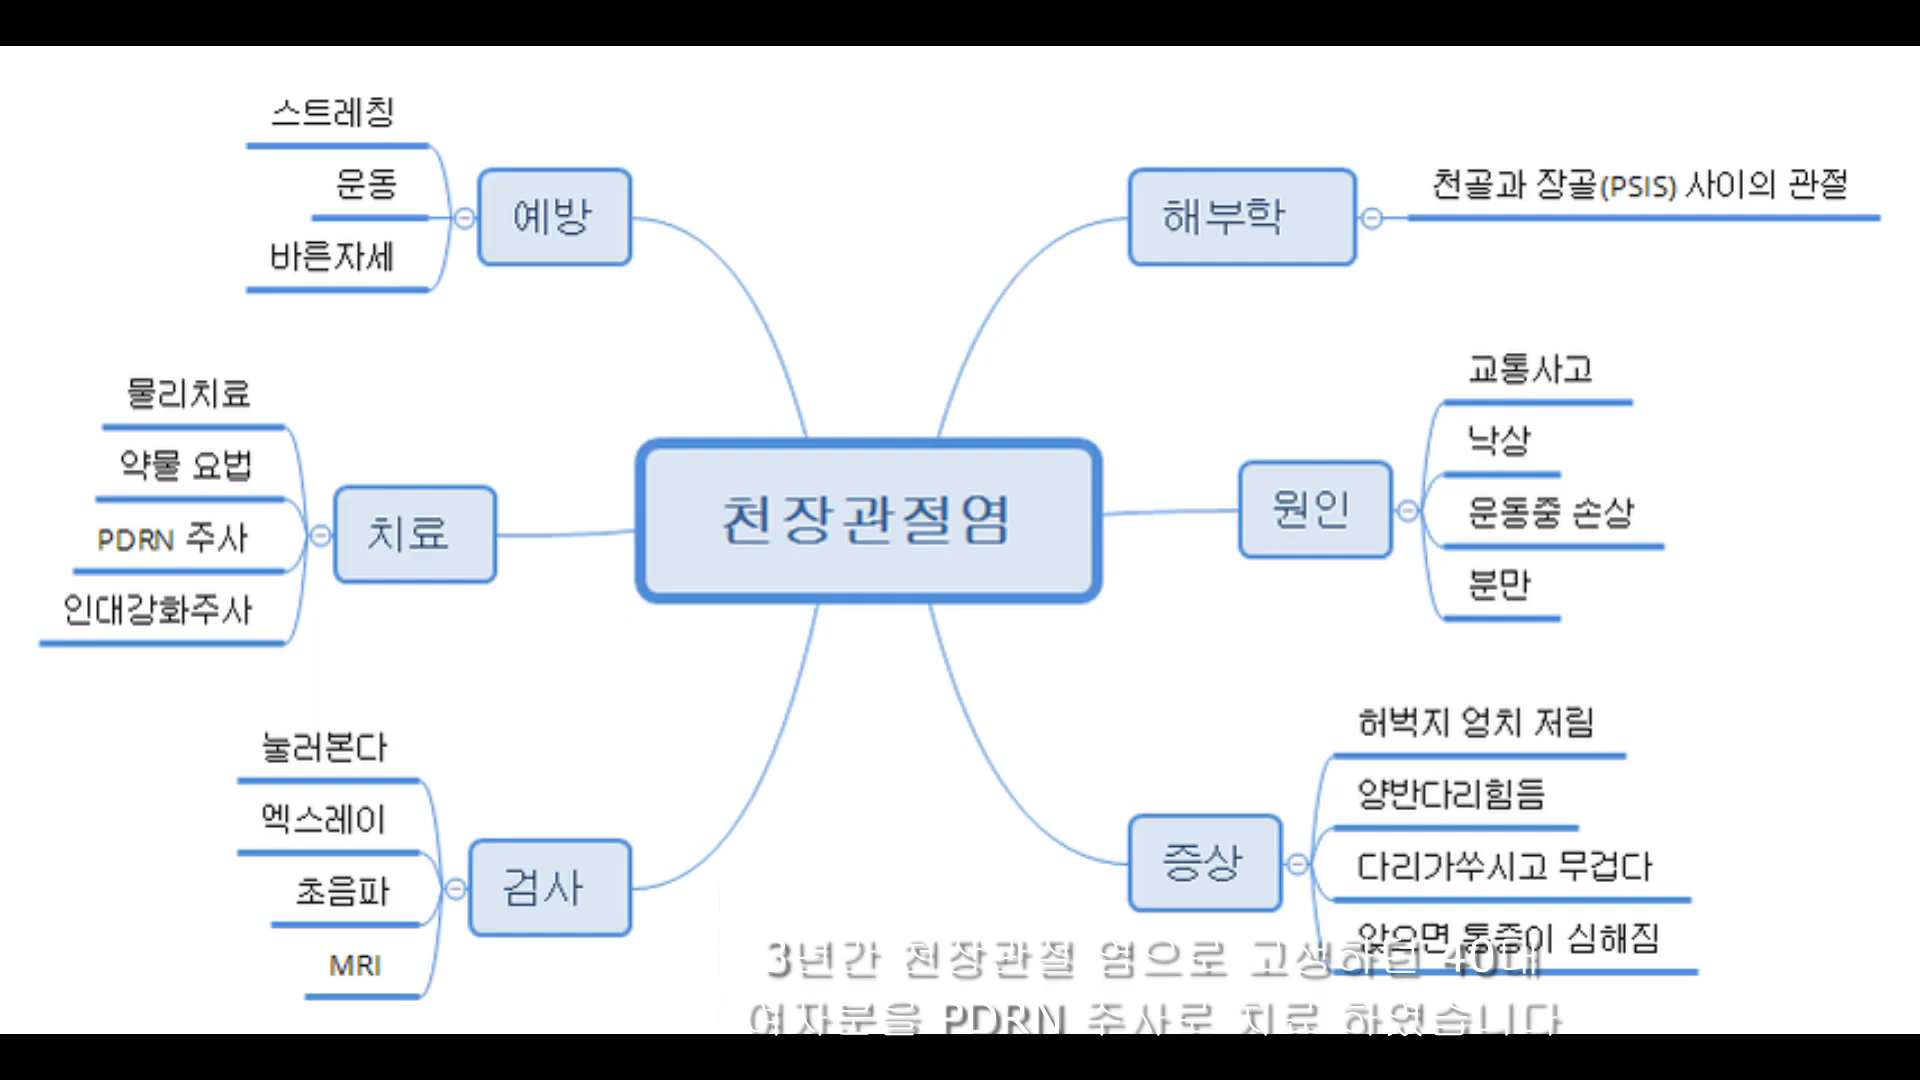 천장관절염
예방
스트레칭
운동
바른자세
치료
물리치료
약물 요법
PDRN 주사
인대강화주사
검사
눌러본다
엑스레이
초음파
MRI
해부학
천골과 장골(PSIS) 사이의 관절
원인
교통사고
낙상
운동중 손상
분만
증상
허벅지 엉치 저림
양반다리힘듬
다리가쑤시고 무겁다
앉으면 통증이 심해짐
3년간 천장관절 염으로 고생하던 40대
여자분을 PDRN 주사로 치료 하였습니다